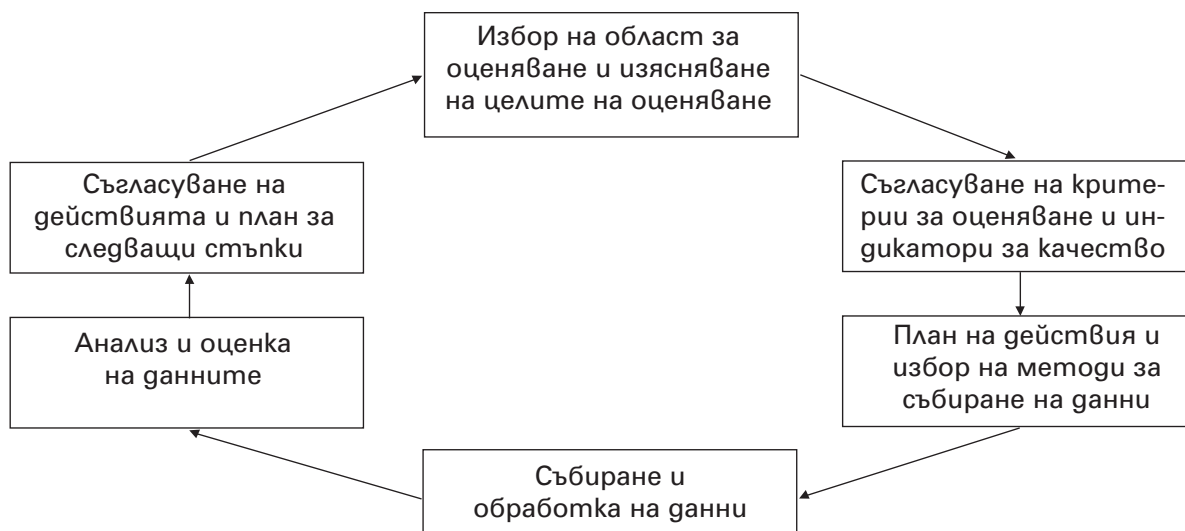 Избор на област за
оценяване и изясняване
на целите на оценяване
Съгласуване на крите-
рии за оценяване и ин-
дикатори за качество
План на действия и
избор на методи за
събиране на данни
Събиране и
обработка на данни
Анализ и оценка
на данните
Съгласуване на
действията и план за
следващи стъпки